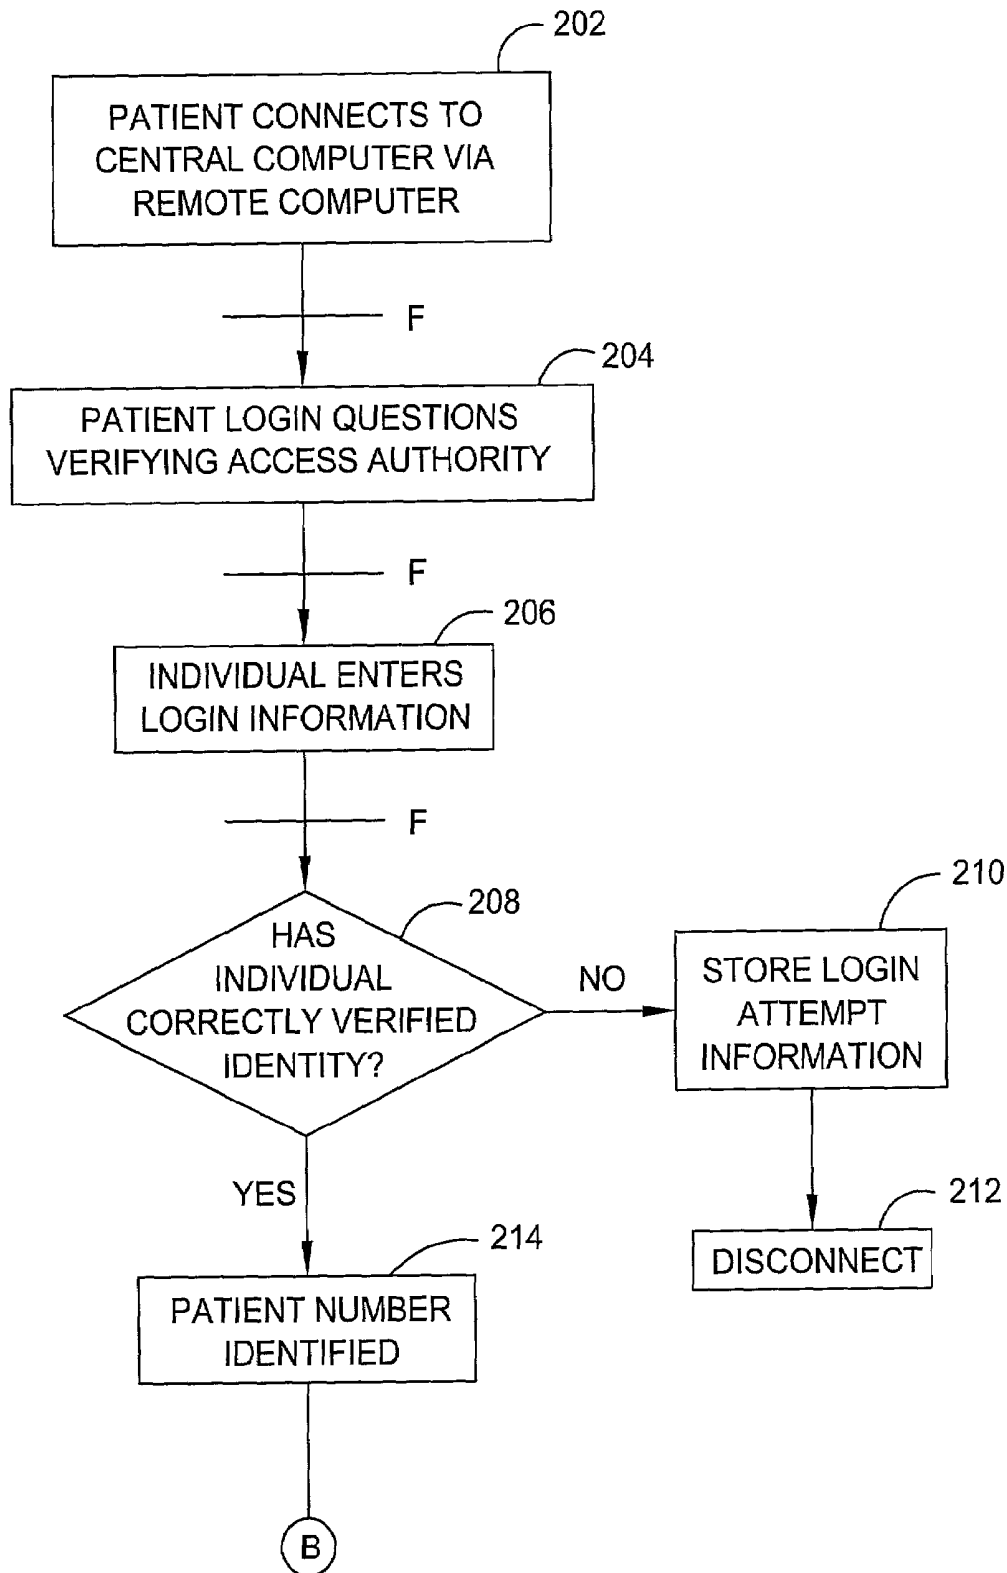 202
PATIENT CONNECTS TO
CENTRAL COMPUTER VIA
REMOTE COMPUTER
F
204
PATIENT LOGIN QUESTIONS
VERIFYING ACCESS AUTHORITY
F
206
INDIVIDUAL ENTERS
LOGIN INFORMATION
F
208
HAS
INDIVIDUAL
CORRECTLY VERIFIED
IDENTITY?
NO
210
STORE LOGIN
ATTEMPT
INFORMATION
212
DISCONNECT
YES
214
PATIENT NUMBER
IDENTIFIED
B